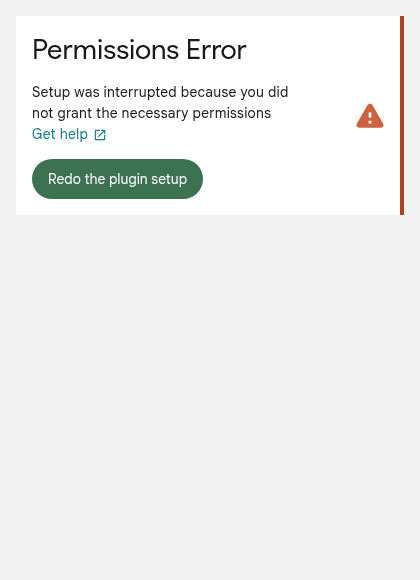 Permissions Error
Setup was interrupted because you did
not grant the necessary permissions
Get help
Redo the plugin setup